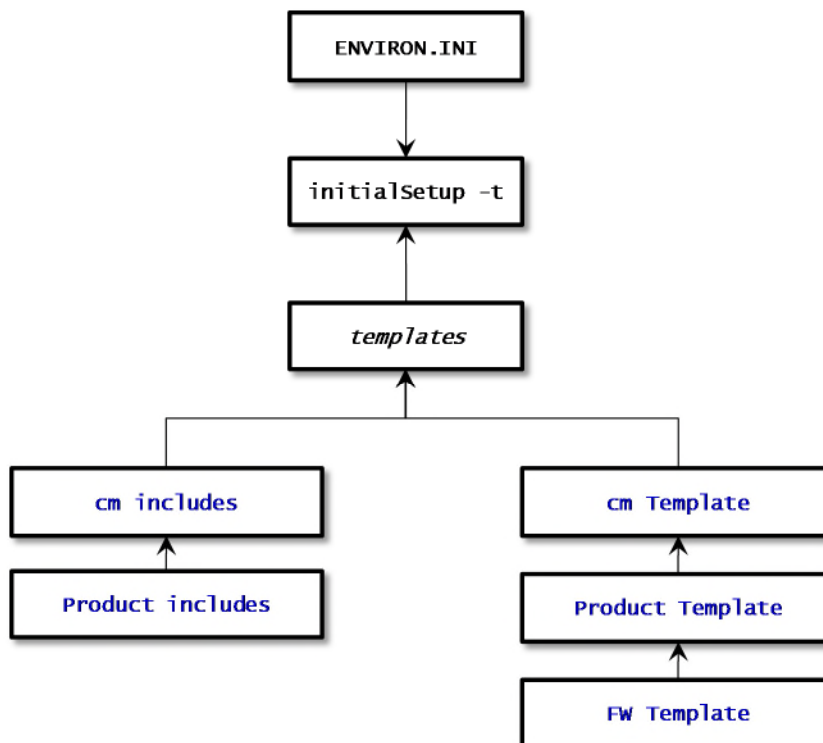 ENVIRON.INI
initialSetup –t
templates
cm includes
cm Template
Product includes
Product Template
FW Template